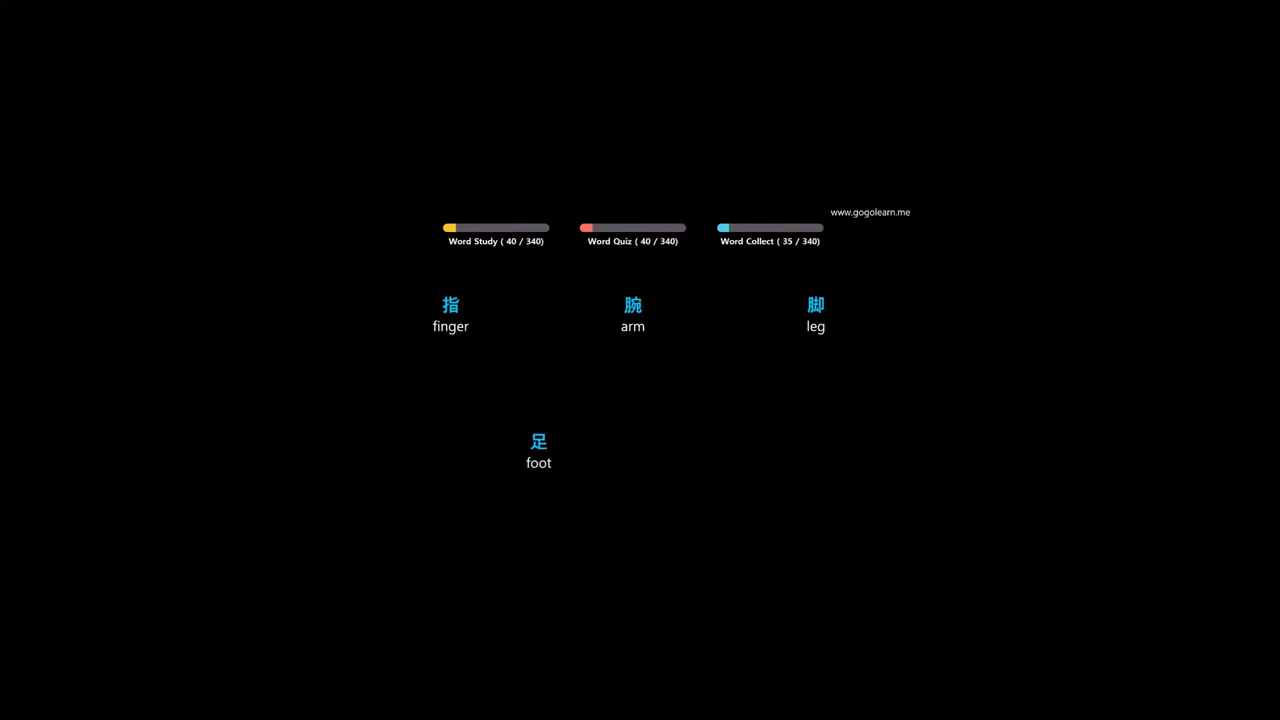 www.gogolearn.me
Word Study ( 40 / 340)
Word Quiz ( 40 / 340)
Word Collect ( 35 / 340)
指
finger
腕
arm
脚
leg
足
foot